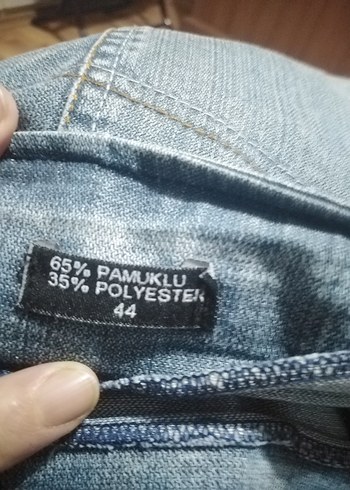 65% PAMUKLU
35% POLYESTER
44